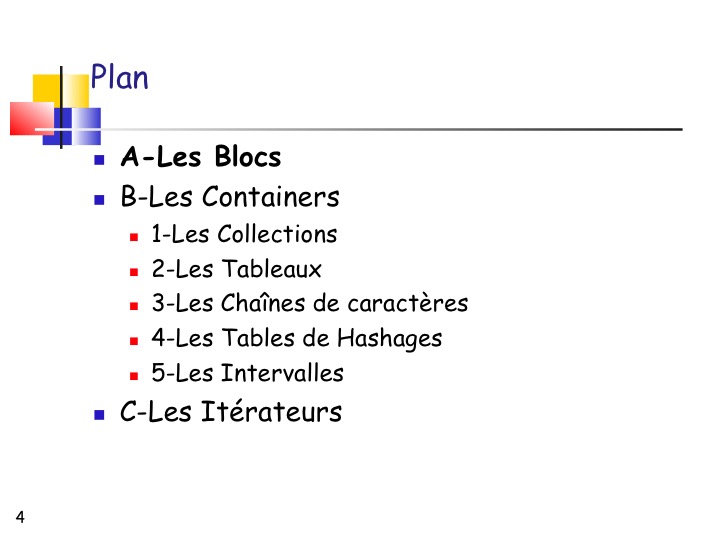 Plan
A-Les Blocs
B-Les Containers
1-Les Collections
2-Les Tableaux
3-Les Chaînes de caractères
4-Les Tables de Hashages
5-Les Intervalles
C-Les Itérateurs
4